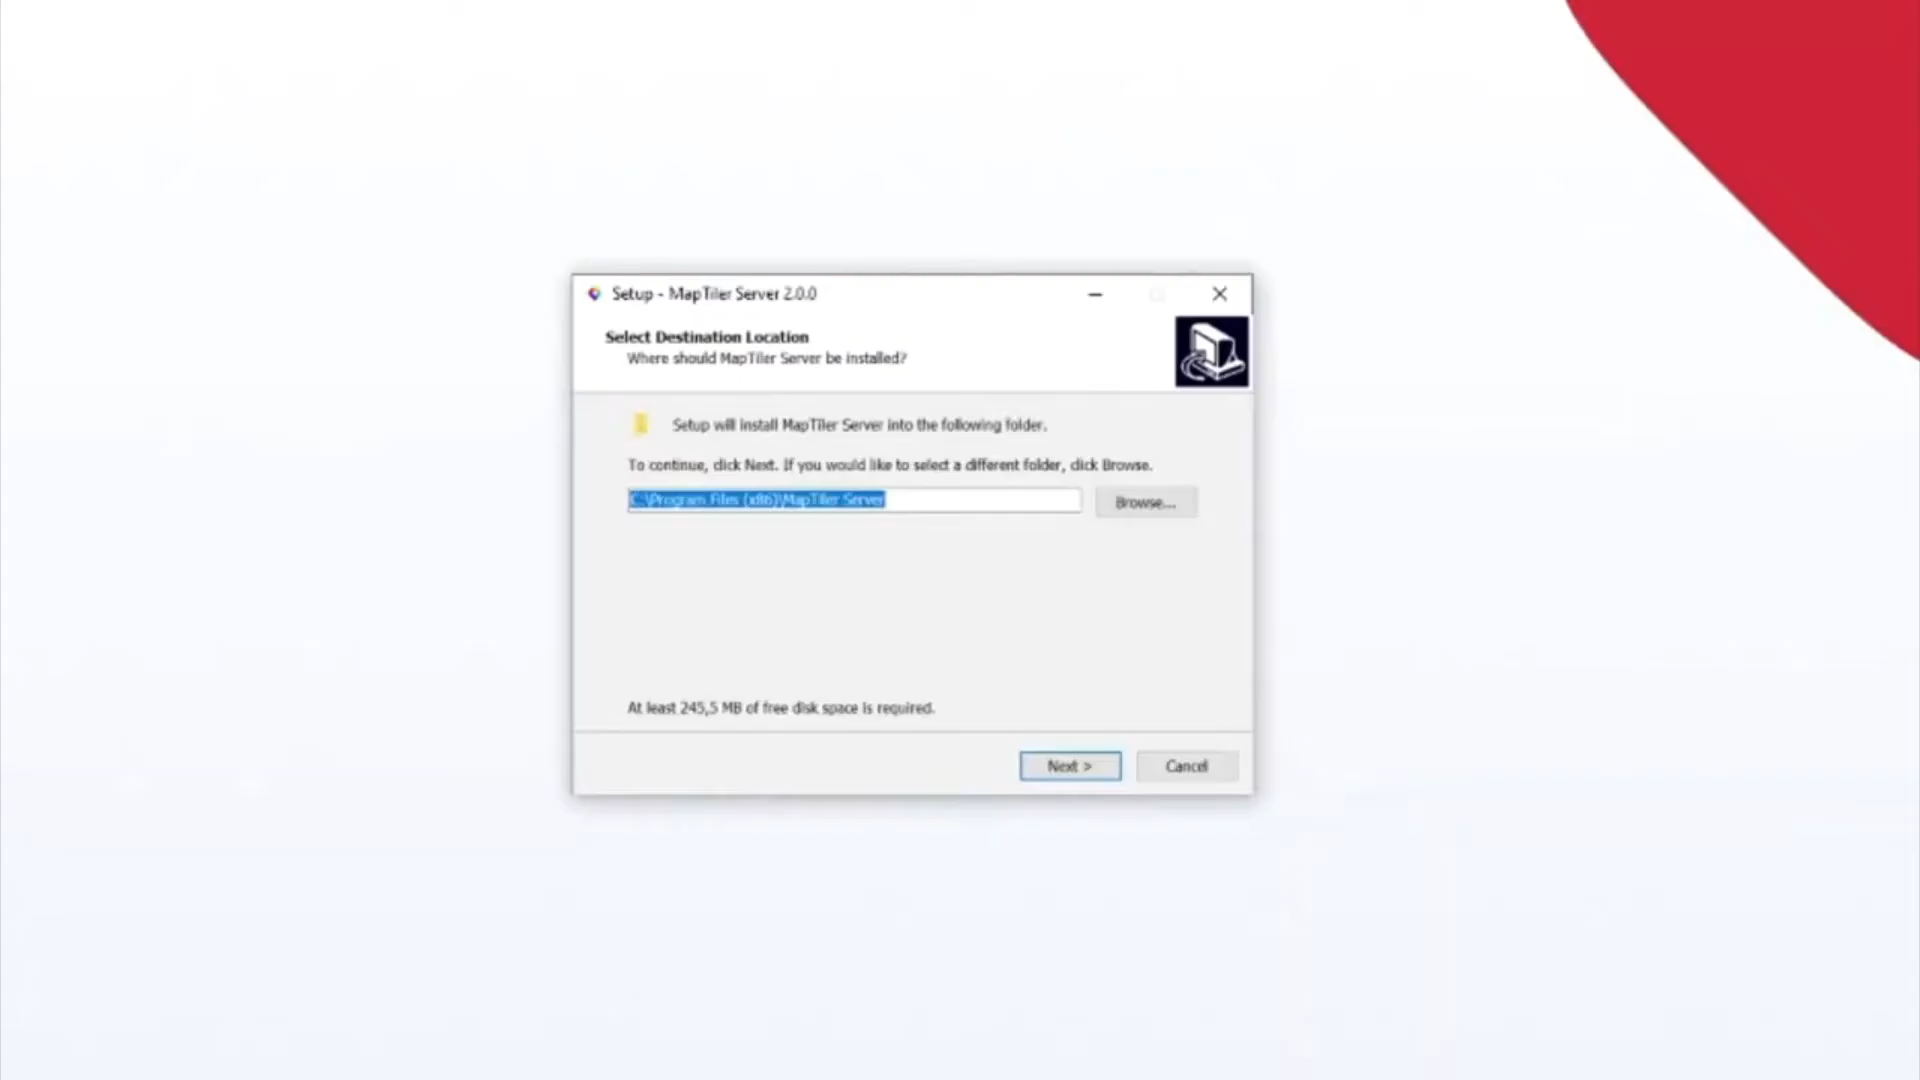 Setup - MapTiler Server 2.0.0
Select Destination Location
Where should MapTiler Server be installed?
Setup will install MapTiler Server into the following folder.
To continue, click Next. If you would like to select a different folder, click Browse.
C:\Program Files (x86)\MapTiler Server
Browse...
At least 245,5 MB of free disk space is required.
Next >
Cancel